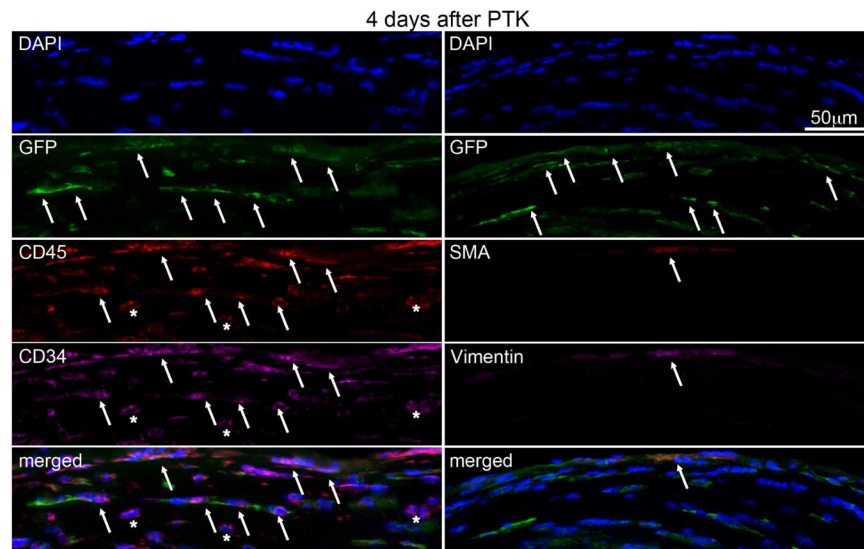 4 days after PTK
DAPI
DAPI
50μm
GFP
GFP
CD45
SMA
*
*
*
CD34
Vimentin
*
*
*
merged
merged
*
*
*